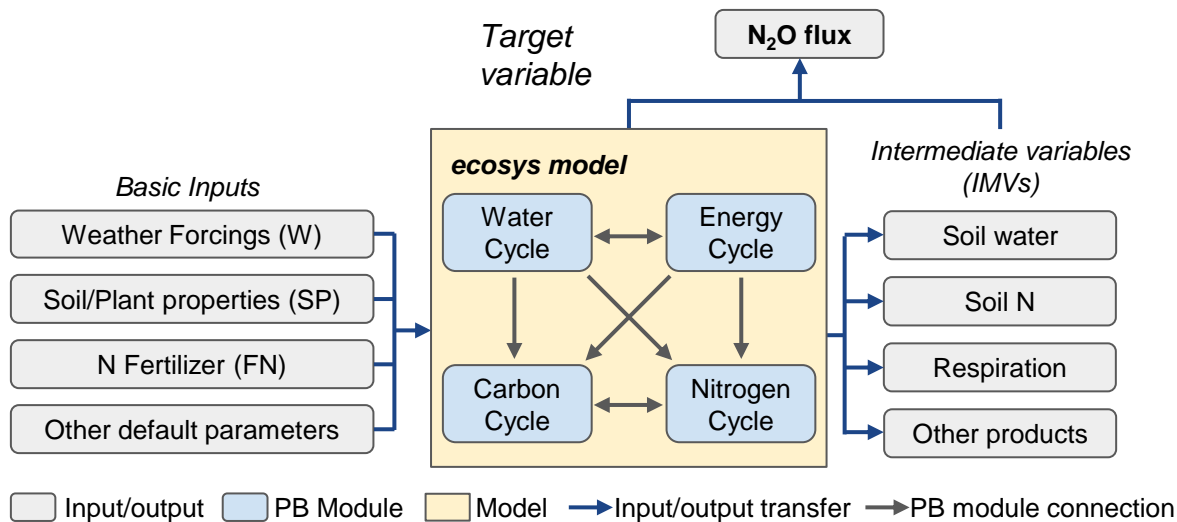 Target
variable
N₂O flux
Basic Inputs
Weather Forcings (W)
Soil/Plant properties (SP)
N Fertilizer (FN)
Other default parameters
ecosys model
Water
Cycle
Energy
Cycle
Carbon
Cycle
Nitrogen
Cycle
Intermediate variables
(IMVs)
Soil water
Soil N
Respiration
Other products
Input/output
PB Module
Model
Input/output transfer
PB module connection